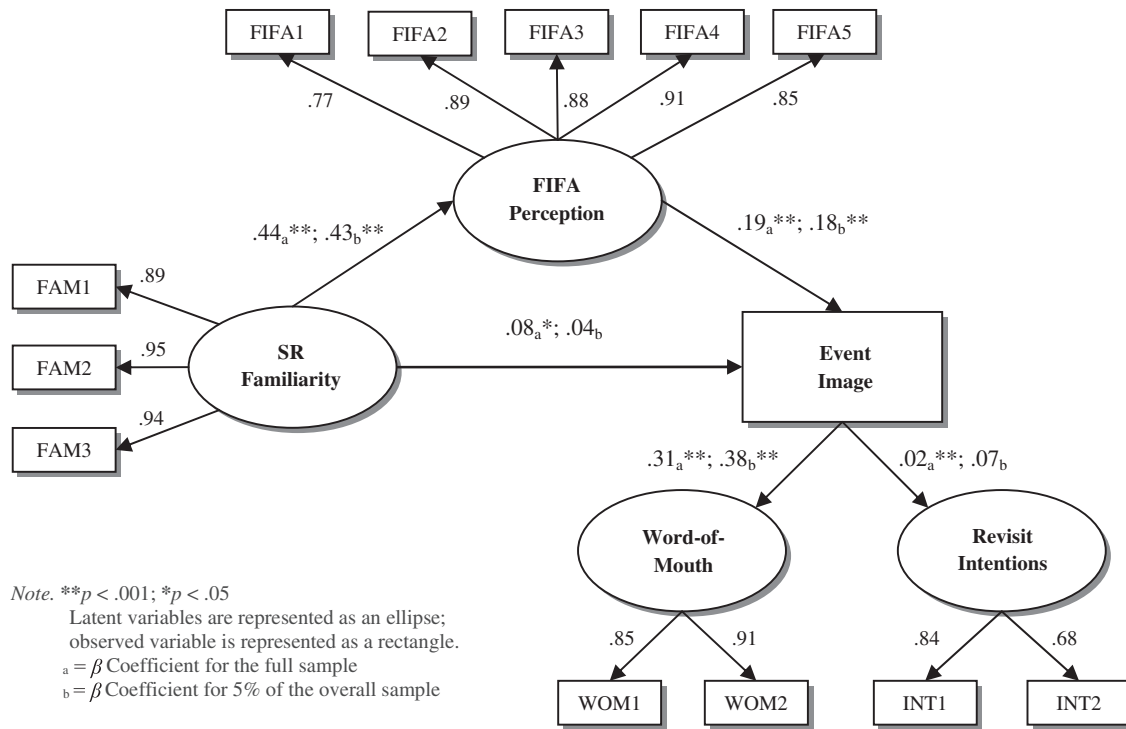 FIFA1
FIFA2
FIFA3
FIFA4
FIFA5
.77
.89
.88
.91
.85
FIFA
Perception
.44a**; .43b**
.19a**; .18b**
FAM1
FAM2
FAM3
.89
.95
.94
SR
Familiarity
.08a*; .04b
Event
Image
.31a**; .38b**
.02a**; .07b
Word-of-
Mouth
Revisit
Intentions
.85
.91
.84
.68
WOM1
WOM2
INT1
INT2
Note. **p < .001; *p < .05
Latent variables are represented as an ellipse;
observed variable is represented as a rectangle.
a = β Coefficient for the full sample
b = β Coefficient for 5% of the overall sample